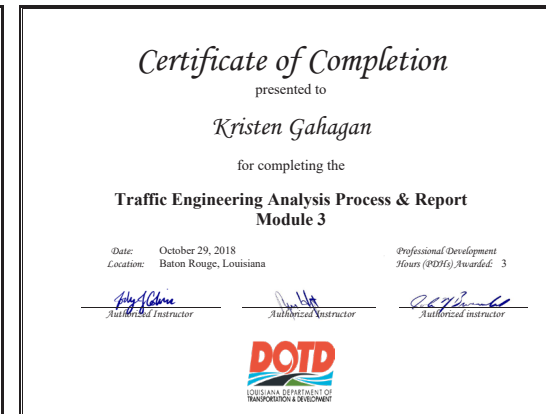 Certificate of Completion
presented to
Kristen Gahagan
for completing the
Traffic Engineering Analysis Process & Report
Module 3
Date: October 29, 2018
Location: Baton Rouge, Louisiana
Professional Development
Hours (PDHs) Awarded: 3
Authorized Instructor
Authorized Instructor
Authorized instructor
DOTD
LOUISIANA DEPARTMENT OF
TRANSPORTATION & DEVELOPMENT